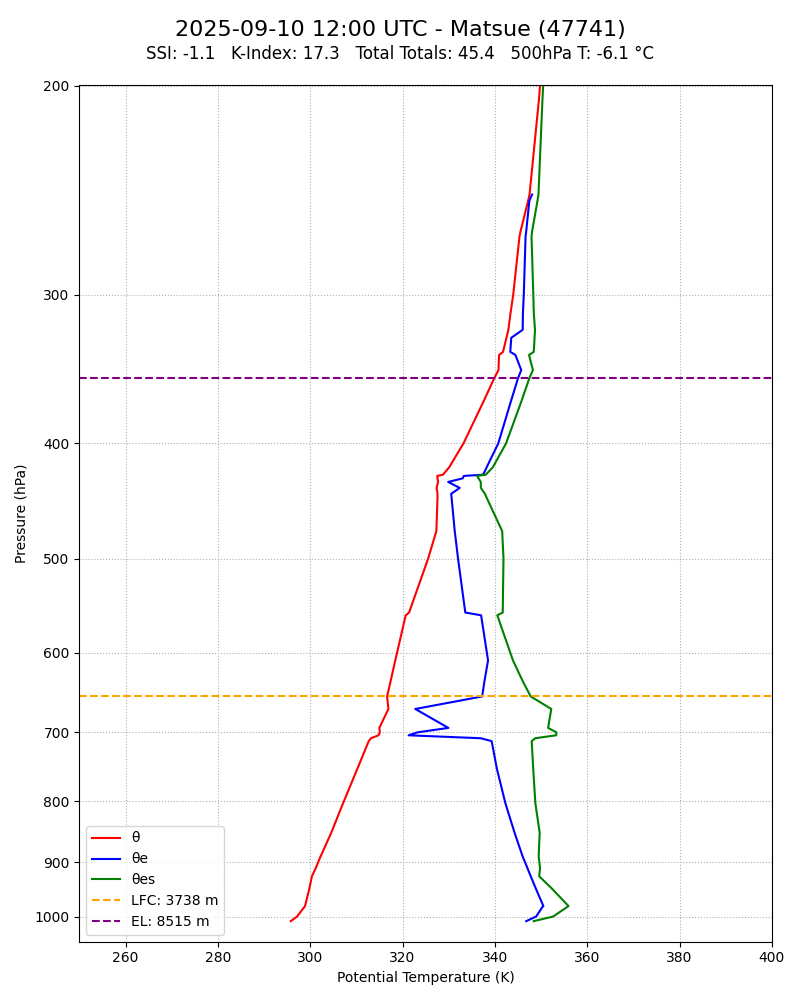 2025-09-10 12:00 UTC - Matsue (47741)
SSI: -1.1   K-Index: 17.3   Total Totals: 45.4   500hPa T: -6.1 °C
200
300
400
500
600
700
800
900
1000
Pressure (hPa)
θ
θe
θes
LFC: 3738 m
EL: 8515 m
260 280 300 320 340 360 380 400
Potential Temperature (K)